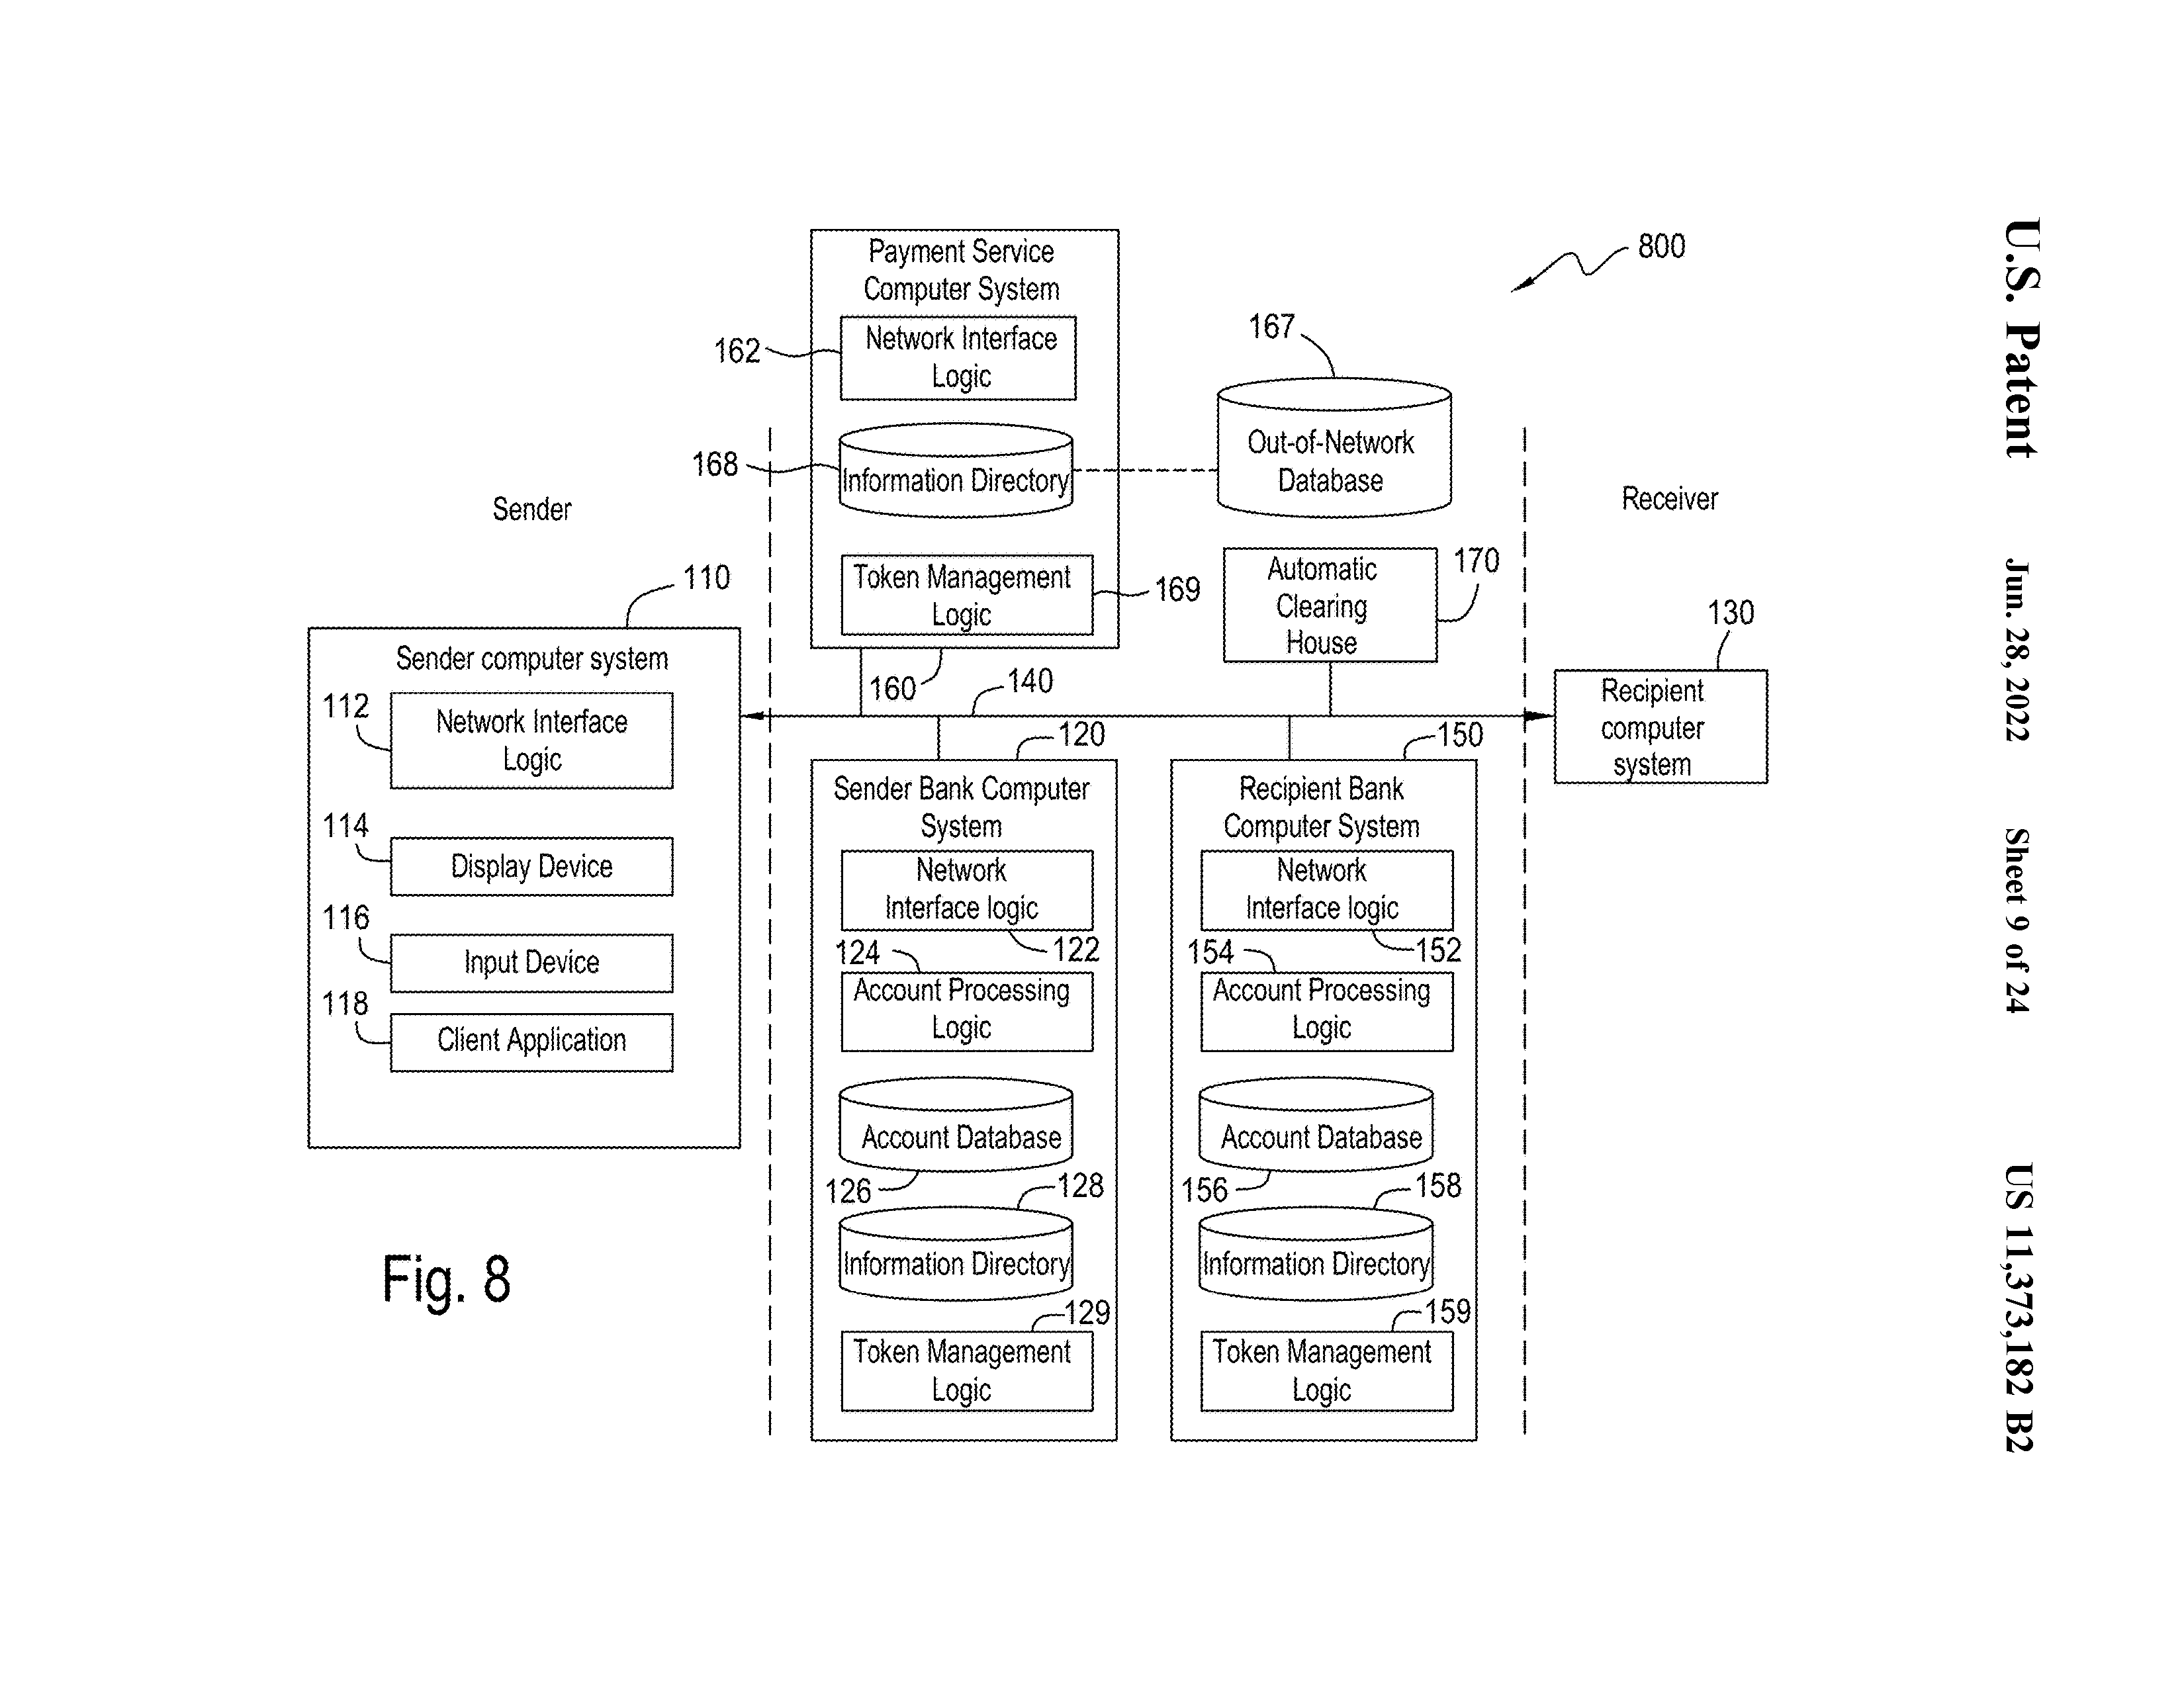 U.S. Patent
Jun. 28, 2022
Sheet 9 of 24
US 11,373,182 B2
800
Payment Service
Computer System
162
Network Interface
Logic
168
Information Directory
Token Management
Logic
169
160
167
Out-of-Network
Database
Automatic
Clearing
House
170
Sender
Receiver
110
Sender computer system
112
Network Interface
Logic
114
Display Device
116
Input Device
118
Client Application
140
130
Recipient
computer
system
120
Sender Bank Computer
System
Network
Interface logic
122
124
Account Processing
Logic
Account Database
126
128
Information Directory
129
Token Management
Logic
150
Recipient Bank
Computer System
Network
Interface logic
152
154
Account Processing
Logic
Account Database
156
158
Information Directory
159
Token Management
Logic
Fig. 8